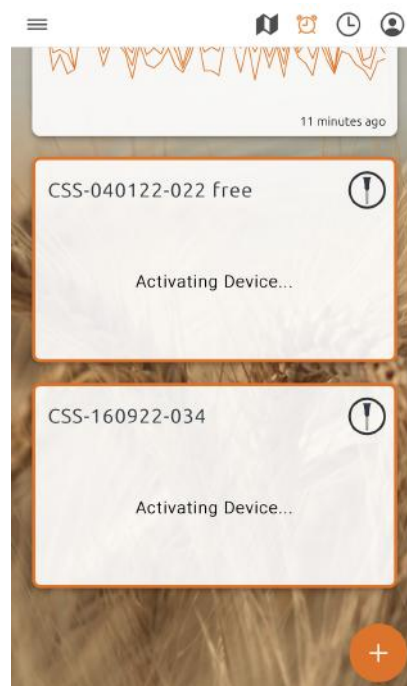 11 minutes ago
CSS-040122-022 free
Activating Device...
CSS-160922-034
Activating Device...
+